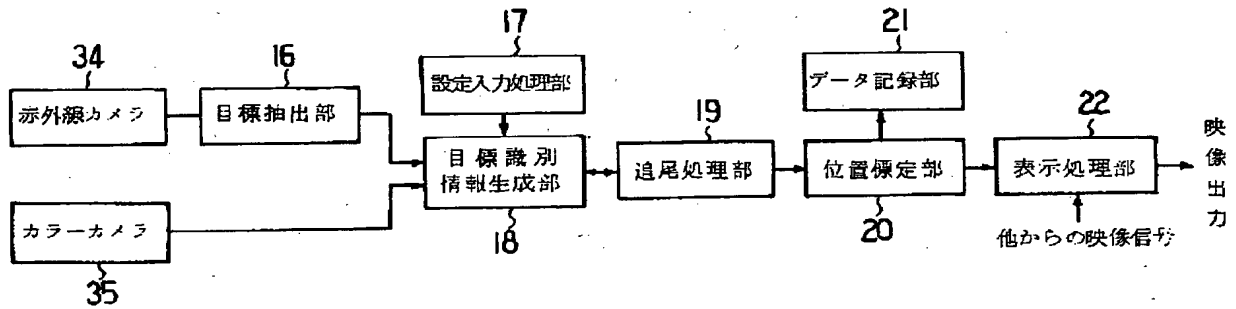 34
赤外線カメラ
16
目標抽出部
17
設定入力処理部
目標識別
情報生成部
18
カラーカメラ
35
19
追尾処理部
21
データ記録部
位置標定部
20
22
表示処理部
他からの映像信号
映像出力